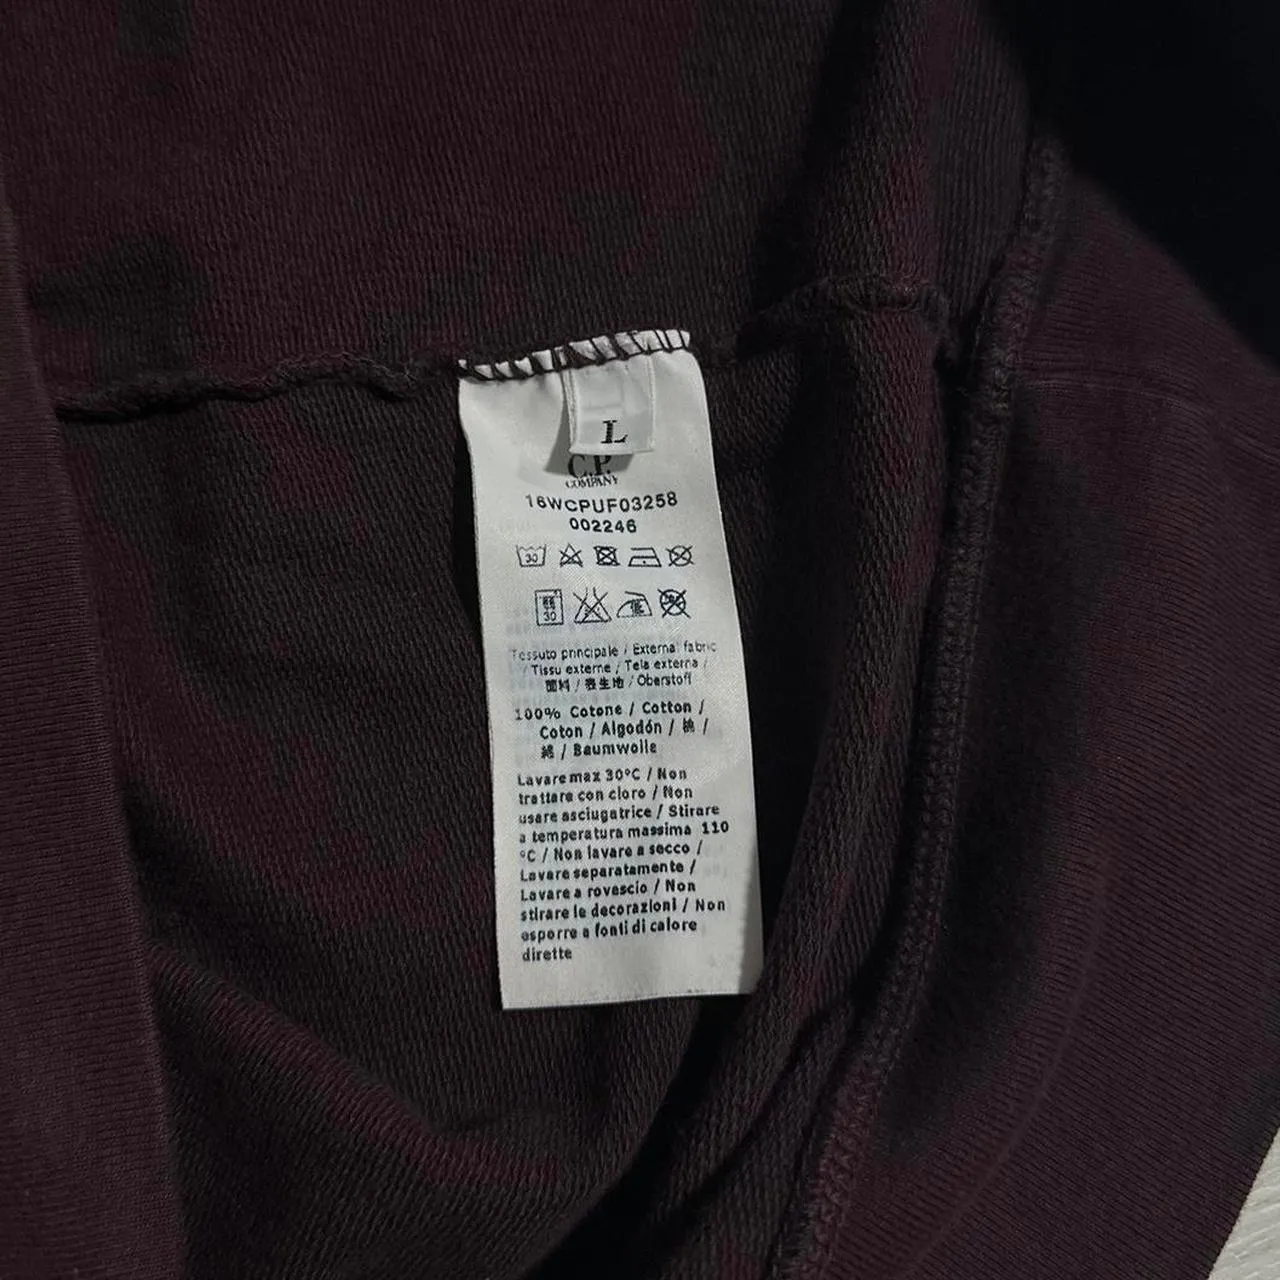 L
C.P.
COMPANY
16WCPUF03258
002246
30
30
Tessuto principale / External fabric
/ Tissu externe / Tela externa /
面料 / 表生地 / Oberstoff
100% Cotone / Cotton /
Coton / Algodón / 棉 /
綿 / Baumwolle
Lavare max 30°C / Non
trattare con cloro / Non
usare asciugatrice / Stirare
a temperatura massima 110
°C / Non lavare a secco /
Lavare separatamente /
Lavare a rovescio / Non
stirare le decorazioni / Non
esporre a fonti di calore
dirette